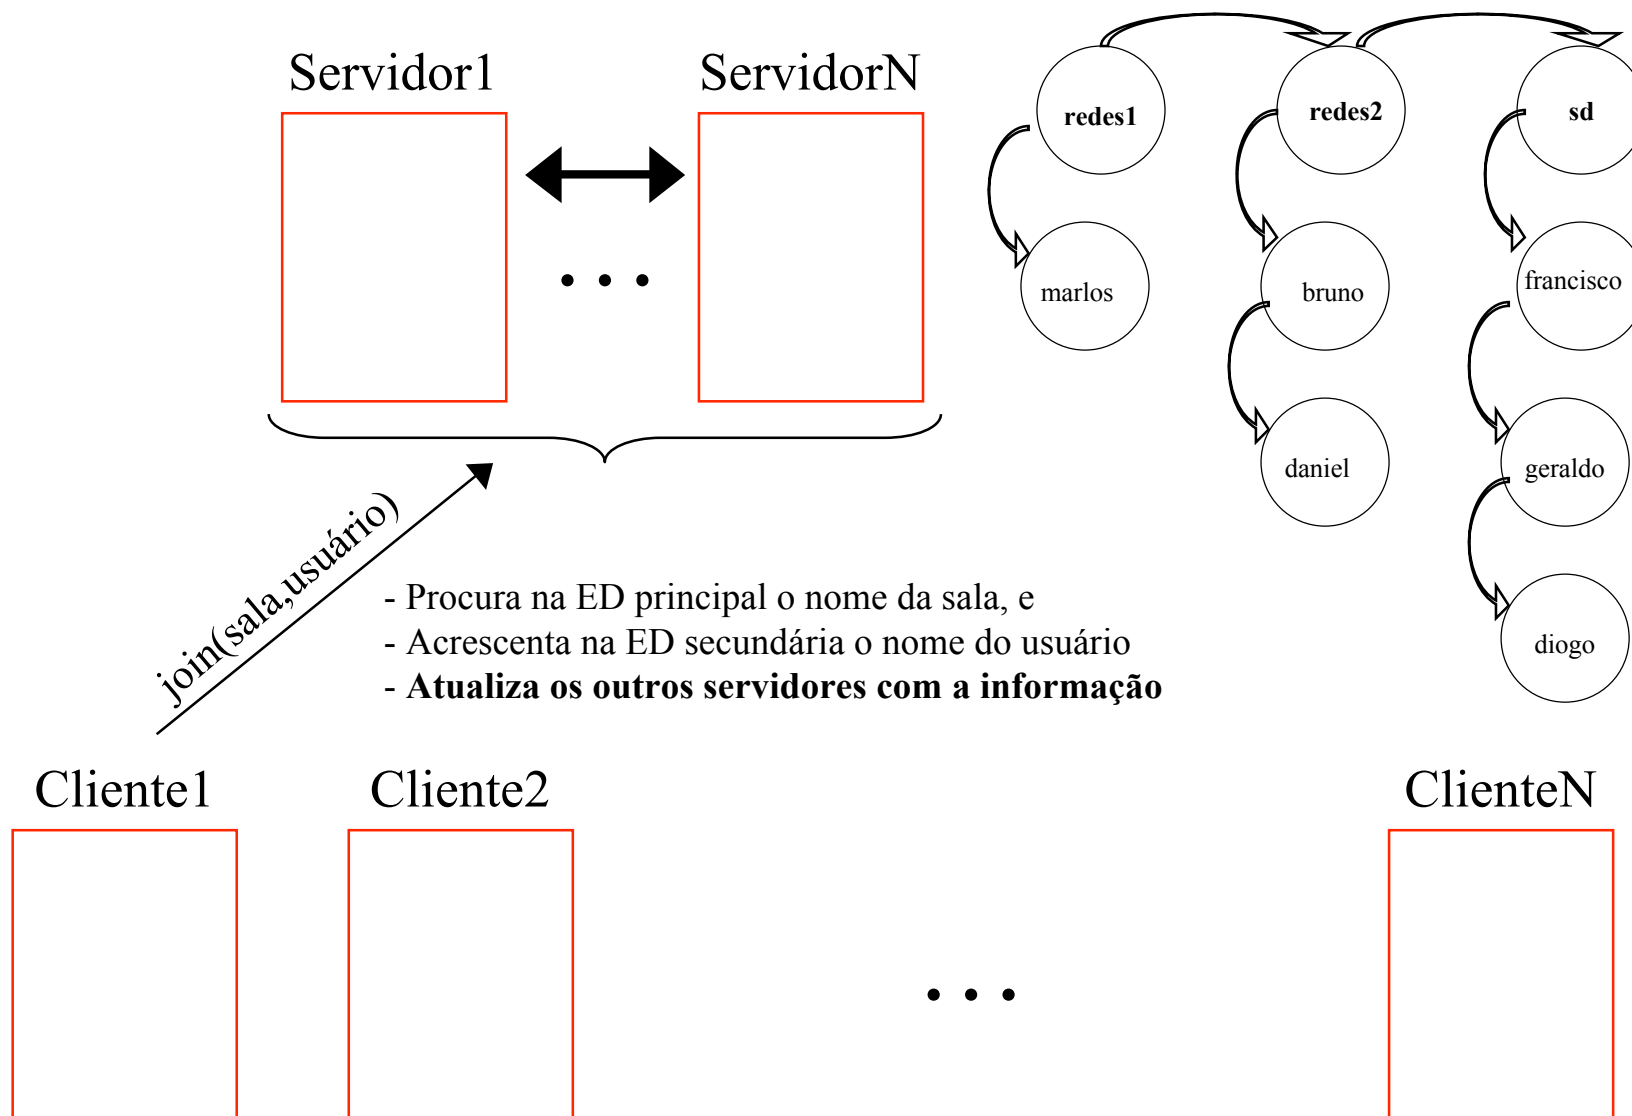 Servidor1
ServidorN
redes1
redes2
sd
marlos
bruno
francisco
daniel
geraldo
diogo
join(sala,usuário)
- Procura na ED principal o nome da sala, e
- Acrescenta na ED secundária o nome do usuário
- Atualiza os outros servidores com a informação
Cliente1
Cliente2
ClienteN